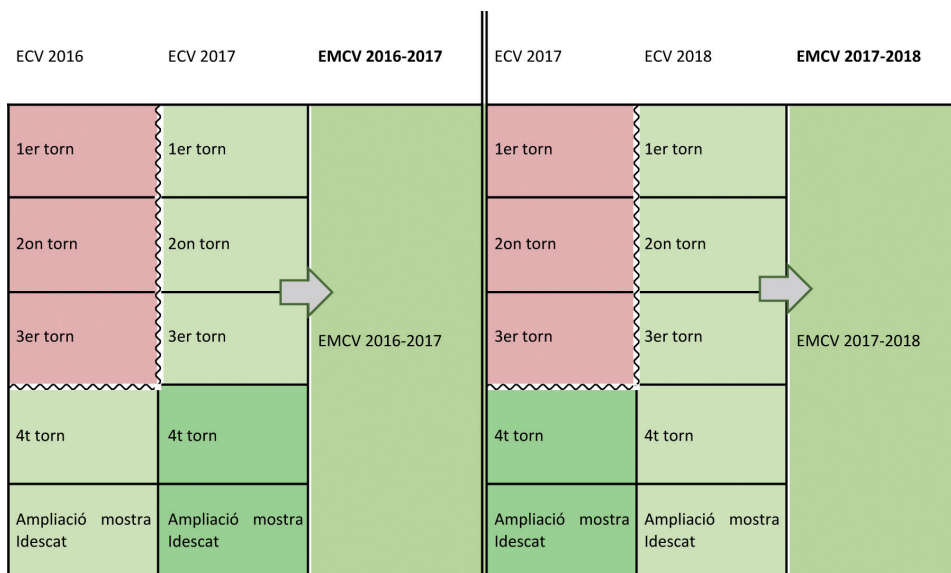 ECV 2016 ECV 2017 EMCV 2016-2017 ECV 2017 ECV 2018 EMCV 2017-2018
1er torn 1er torn 1er torn 1er torn
2on torn 2on torn 2on torn 2on torn
3er torn 3er torn EMCV 2016-2017 3er torn 3er torn EMCV 2017-2018
4t torn 4t torn 4t torn 4t torn
Ampliació mostra Ampliació mostra Ampliació mostra Ampliació mostra
Idescat Idescat Idescat Idescat